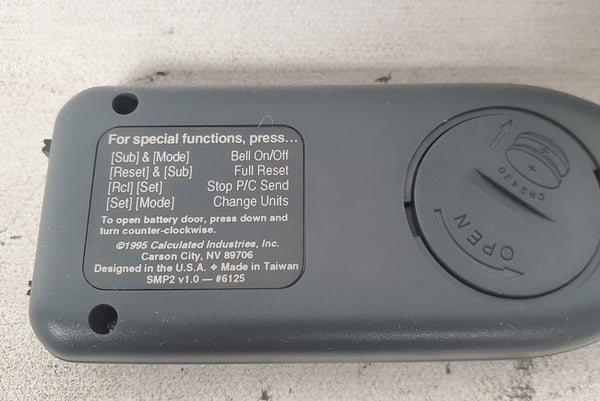 For special functions, press...
[Sub] & [Mode] Bell On/Off
[Reset] & [Sub] Full Reset
[Rcl] [Set] Stop P/C Send
[Set] [Mode] Change Units
To open battery door, press down and
turn counter-clockwise.
©1995 Calculated Industries, Inc.
Carson City, NV 89706
Designed in the U.S.A. ❖ Made in Taiwan
SMP2 v1.0 — #6125
+
CR2430
OPEN